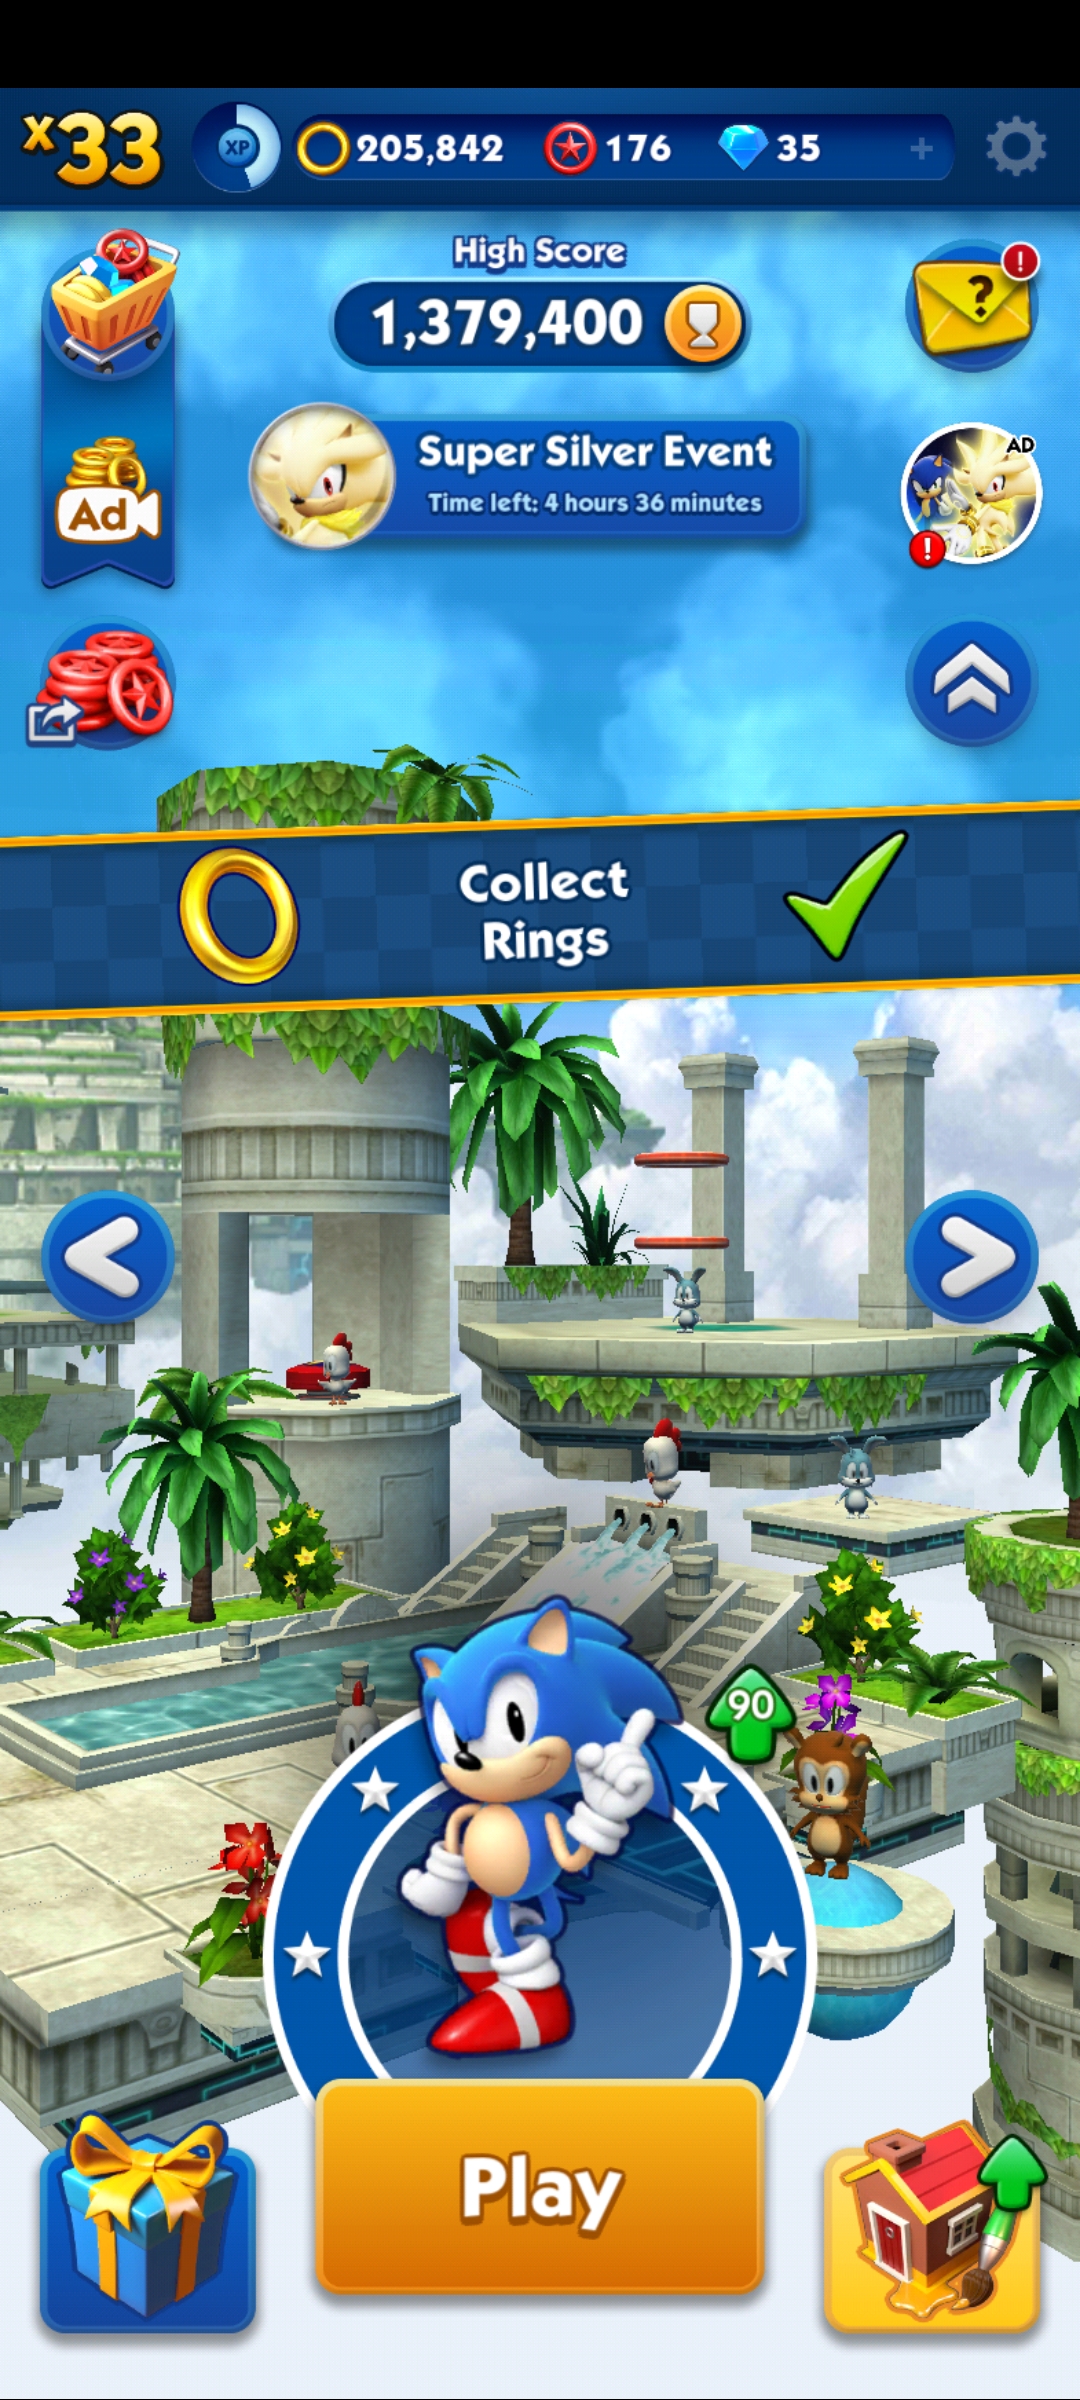 x33
XP
205,842
176
35
+
High Score
1,379,400
?
!
Super Silver Event
Time left: 4 hours 36 minutes
AD
!
Ad
Collect
Rings
90
Play